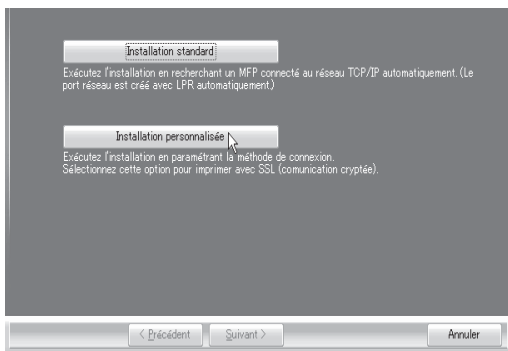 Installation standard
Exécutez l'installation en recherchant un MFP connecté au réseau TCP/IP automatiquement. (Le
port réseau est créé avec LPR automatiquement.)
Installation personnalisée
Exécutez l'installation en paramétrant la méthode de connexion.
Sélectionnez cette option pour imprimer avec SSL (comunication cryptée).
< Précédent
Suivant >
Annuler